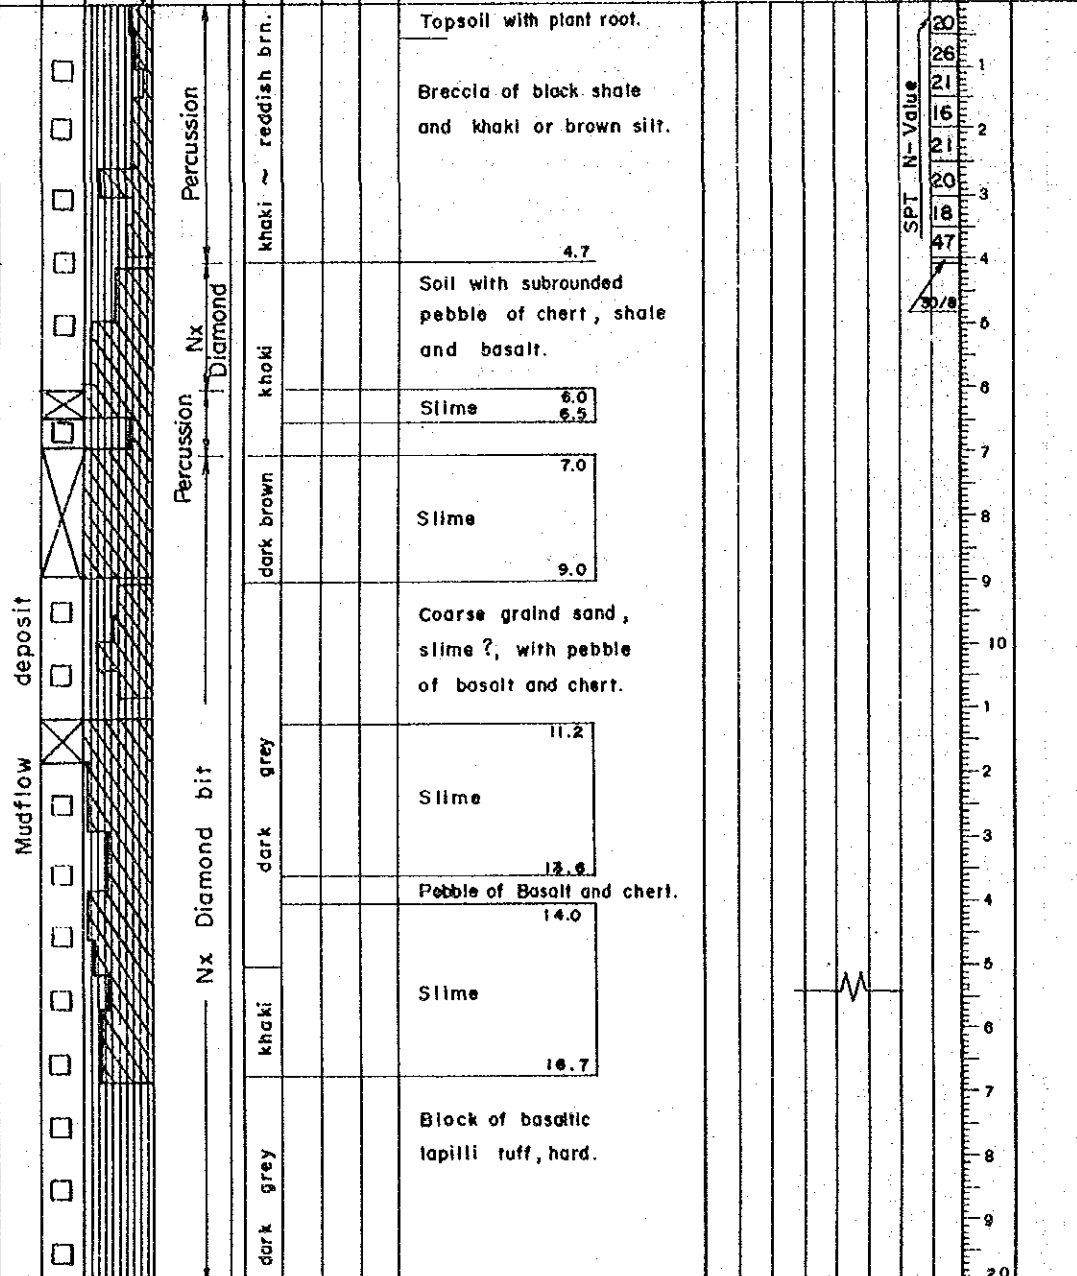 Topsoil with plant root.
Breccia of black shale
and khaki or brown silt.
4.7
Soil with subrounded
pebble of chert, shale
and basalt.
6.0
Slime
6.5
7.0
Slime
9.0
Coarse graind sand,
slime ?, with pebble
of basalt and chert.
11.2
Slime
13.6
Pebble of Basalt and chert.
14.0
Slime
16.7
Block of basaltic
lapilli tuff, hard.
Mudflow deposit
Percussion
Nx
Diamond
Percussion
Nx Diamond bit
khaki ~ reddish brn.
khaki
dark brown
dark grey
khaki
dark grey
SPT N-Value
20
26
21
16
21
20
18
47
1
2
3
4
5
6
7
8
9
10
1
2
3
4
5
6
7
8
9
20